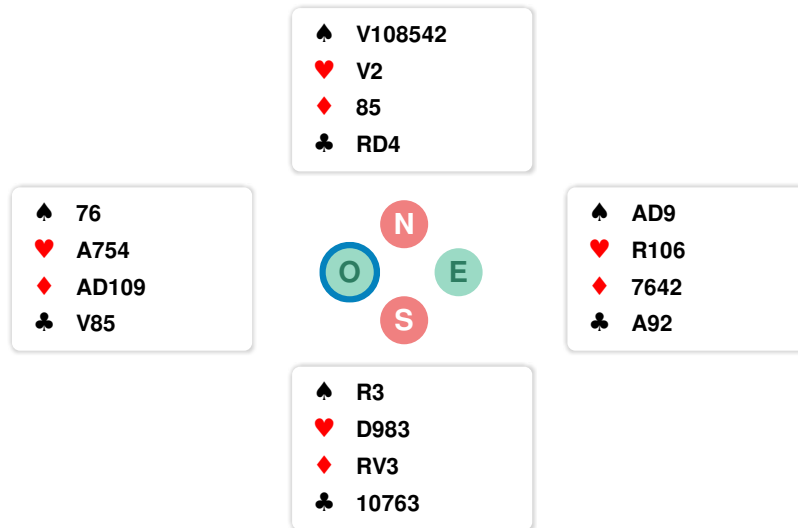 ♠ V108542
♥ V2
♦ 85
♣ RD4
♠ 76
♥ A754
♦ AD109
♣ V85
N
O E
S
♠ AD9
♥ R106
♦ 7642
♣ A92
♠ R3
♥ D983
♦ RV3
♣ 10763